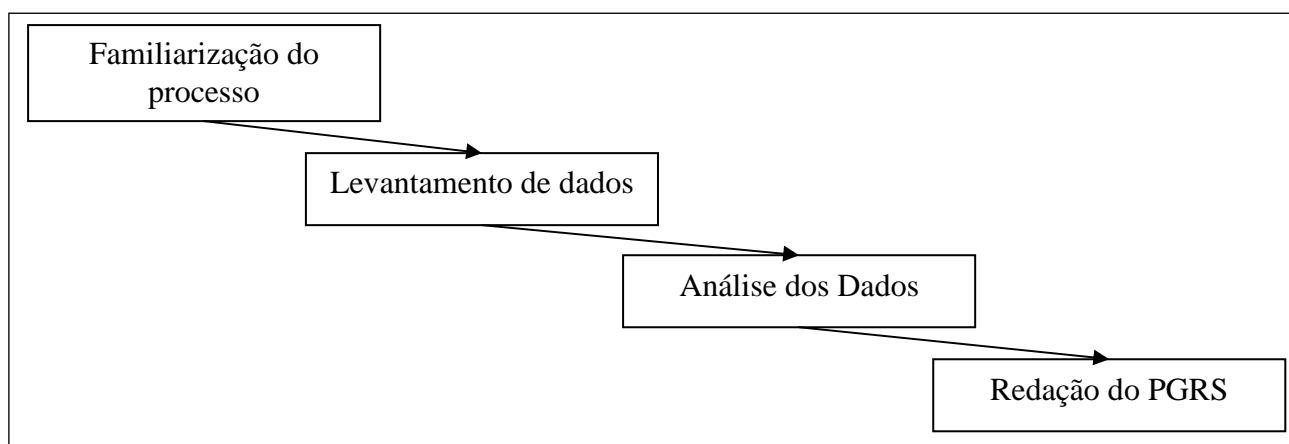 Familiarização do
processo
Levantamento de dados
Análise dos Dados
Redação do PGRS